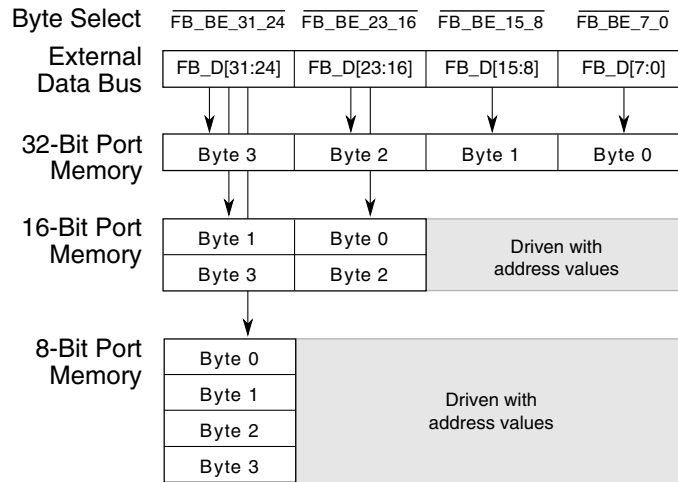 Byte Select FB_BE_31_24 FB_BE_23_16 FB_BE_15_8 FB_BE_7_0
External Data Bus FB_D[31:24] FB_D[23:16] FB_D[15:8] FB_D[7:0]
32-Bit Port Memory Byte 3 Byte 2 Byte 1 Byte 0
16-Bit Port Memory
Byte 1 Byte 0
Byte 3 Byte 2
Driven with
address values
8-Bit Port Memory
Byte 0
Byte 1
Byte 2
Byte 3
Driven with
address values